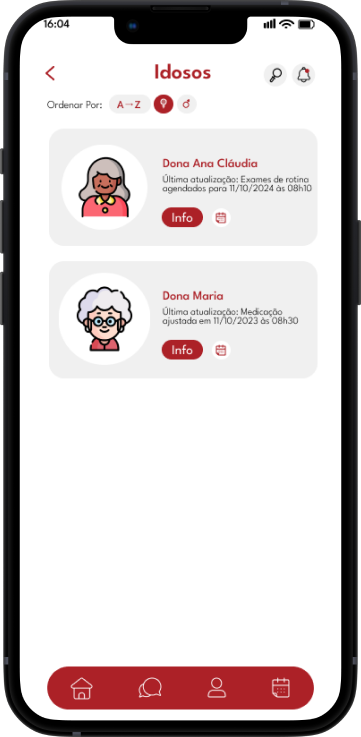 16:04
Idosos
Ordenar Por: A→Z
Dona Ana Cláudia
Última atualização: Exames de rotina
agendados para 11/10/2024 às 08h10
Info
Dona Maria
Última atualização: Medicação
ajustada em 11/10/2023 às 08h30
Info